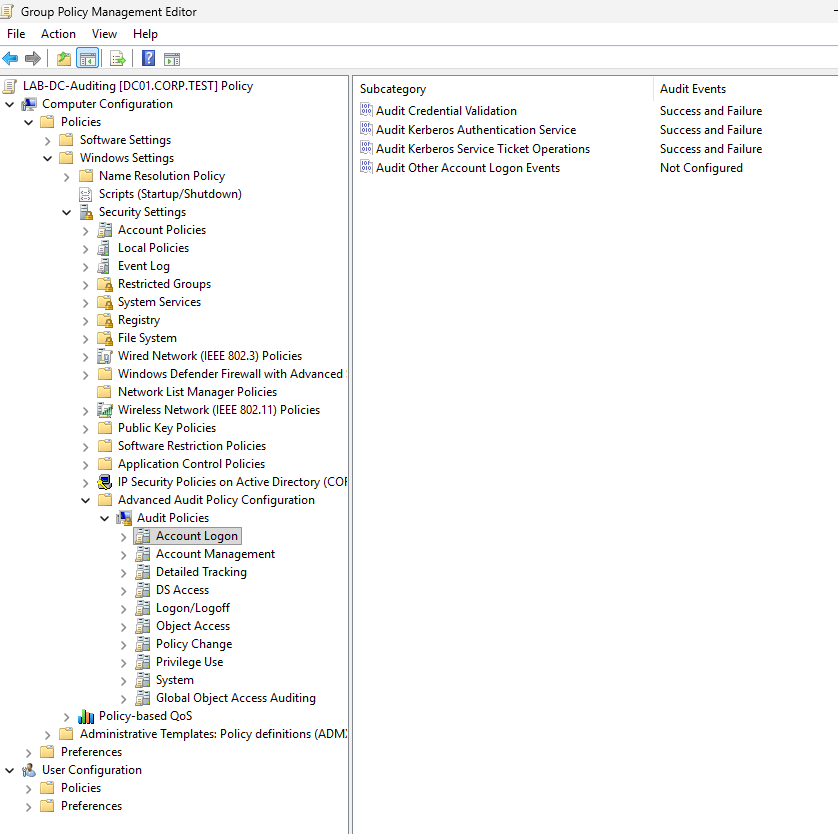 Group Policy Management Editor
File Action View Help
LAB-DC-Auditing [DC01.CORP.TEST] Policy
Computer Configuration
Policies
Software Settings
Windows Settings
Name Resolution Policy
Scripts (Startup/Shutdown)
Security Settings
Account Policies
Local Policies
Event Log
Restricted Groups
System Services
Registry
File System
Wired Network (IEEE 802.3) Policies
Windows Defender Firewall with Advanced
Network List Manager Policies
Wireless Network (IEEE 802.11) Policies
Public Key Policies
Software Restriction Policies
Application Control Policies
IP Security Policies on Active Directory (COR
Advanced Audit Policy Configuration
Audit Policies
Account Logon
Account Management
Detailed Tracking
DS Access
Logon/Logoff
Object Access
Policy Change
Privilege Use
System
Global Object Access Auditing
Policy-based QoS
Administrative Templates: Policy definitions (ADMX
Preferences
User Configuration
Policies
Preferences
Subcategory Audit Events
Audit Credential Validation Success and Failure
Audit Kerberos Authentication Service Success and Failure
Audit Kerberos Service Ticket Operations Success and Failure
Audit Other Account Logon Events Not Configured